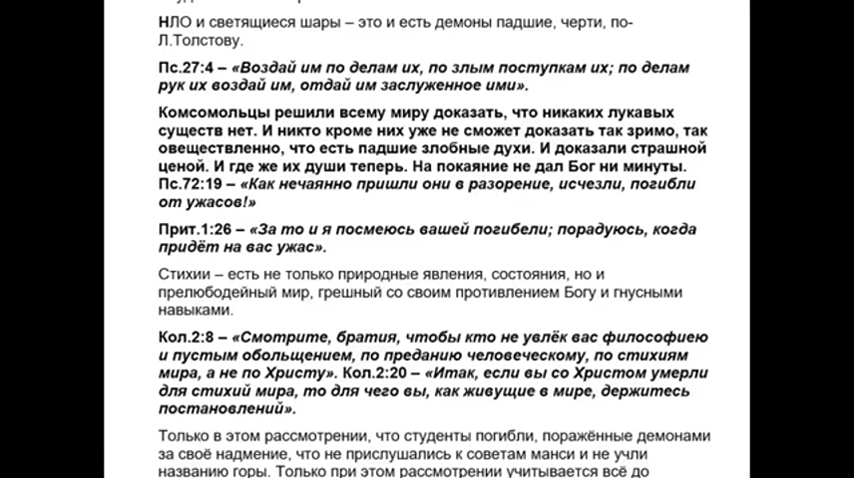 НЛО и светящиеся шары – это и есть демоны падшие, черти, по-
Л.Толстову.
Пс.27:4 – «Воздай им по делам их, по злым поступкам их; по делам
рук их воздай им, отдай им заслуженное ими».
Комсомольцы решили всему миру доказать, что никаких лукавых
существ нет. И никто кроме них уже не сможет доказать так зримо, так
овеществленно, что есть падшие злобные духи. И доказали страшной
ценой. И где же их души теперь. На покаяние не дал Бог ни минуты.
Пс.72:19 – «Как нечаянно пришли они в разорение, исчезли, погибли
от ужасов!»
Прит.1:26 – «За то и я посмеюсь вашей погибели; порадуюсь, когда
придёт на вас ужас».
Стихии – есть не только природные явления, состояния, но и
прелюбодейный мир, грешный со своим противлением Богу и гнусными
навыками.
Кол.2:8 – «Смотрите, братия, чтобы кто не увлёк вас философиею
и пустым обольщением, по преданию человеческому, по стихиям
мира, а не по Христу». Кол.2:20 – «Итак, если вы со Христом умерли
для стихий мира, то для чего вы, как живущие в мире, держитесь
постановлений».
Только в этом рассмотрении, что студенты погибли, поражённые демонами
за своё надмение, что не прислушались к советам манси и не учли
названию горы. Только при этом рассмотрении учитывается всё до